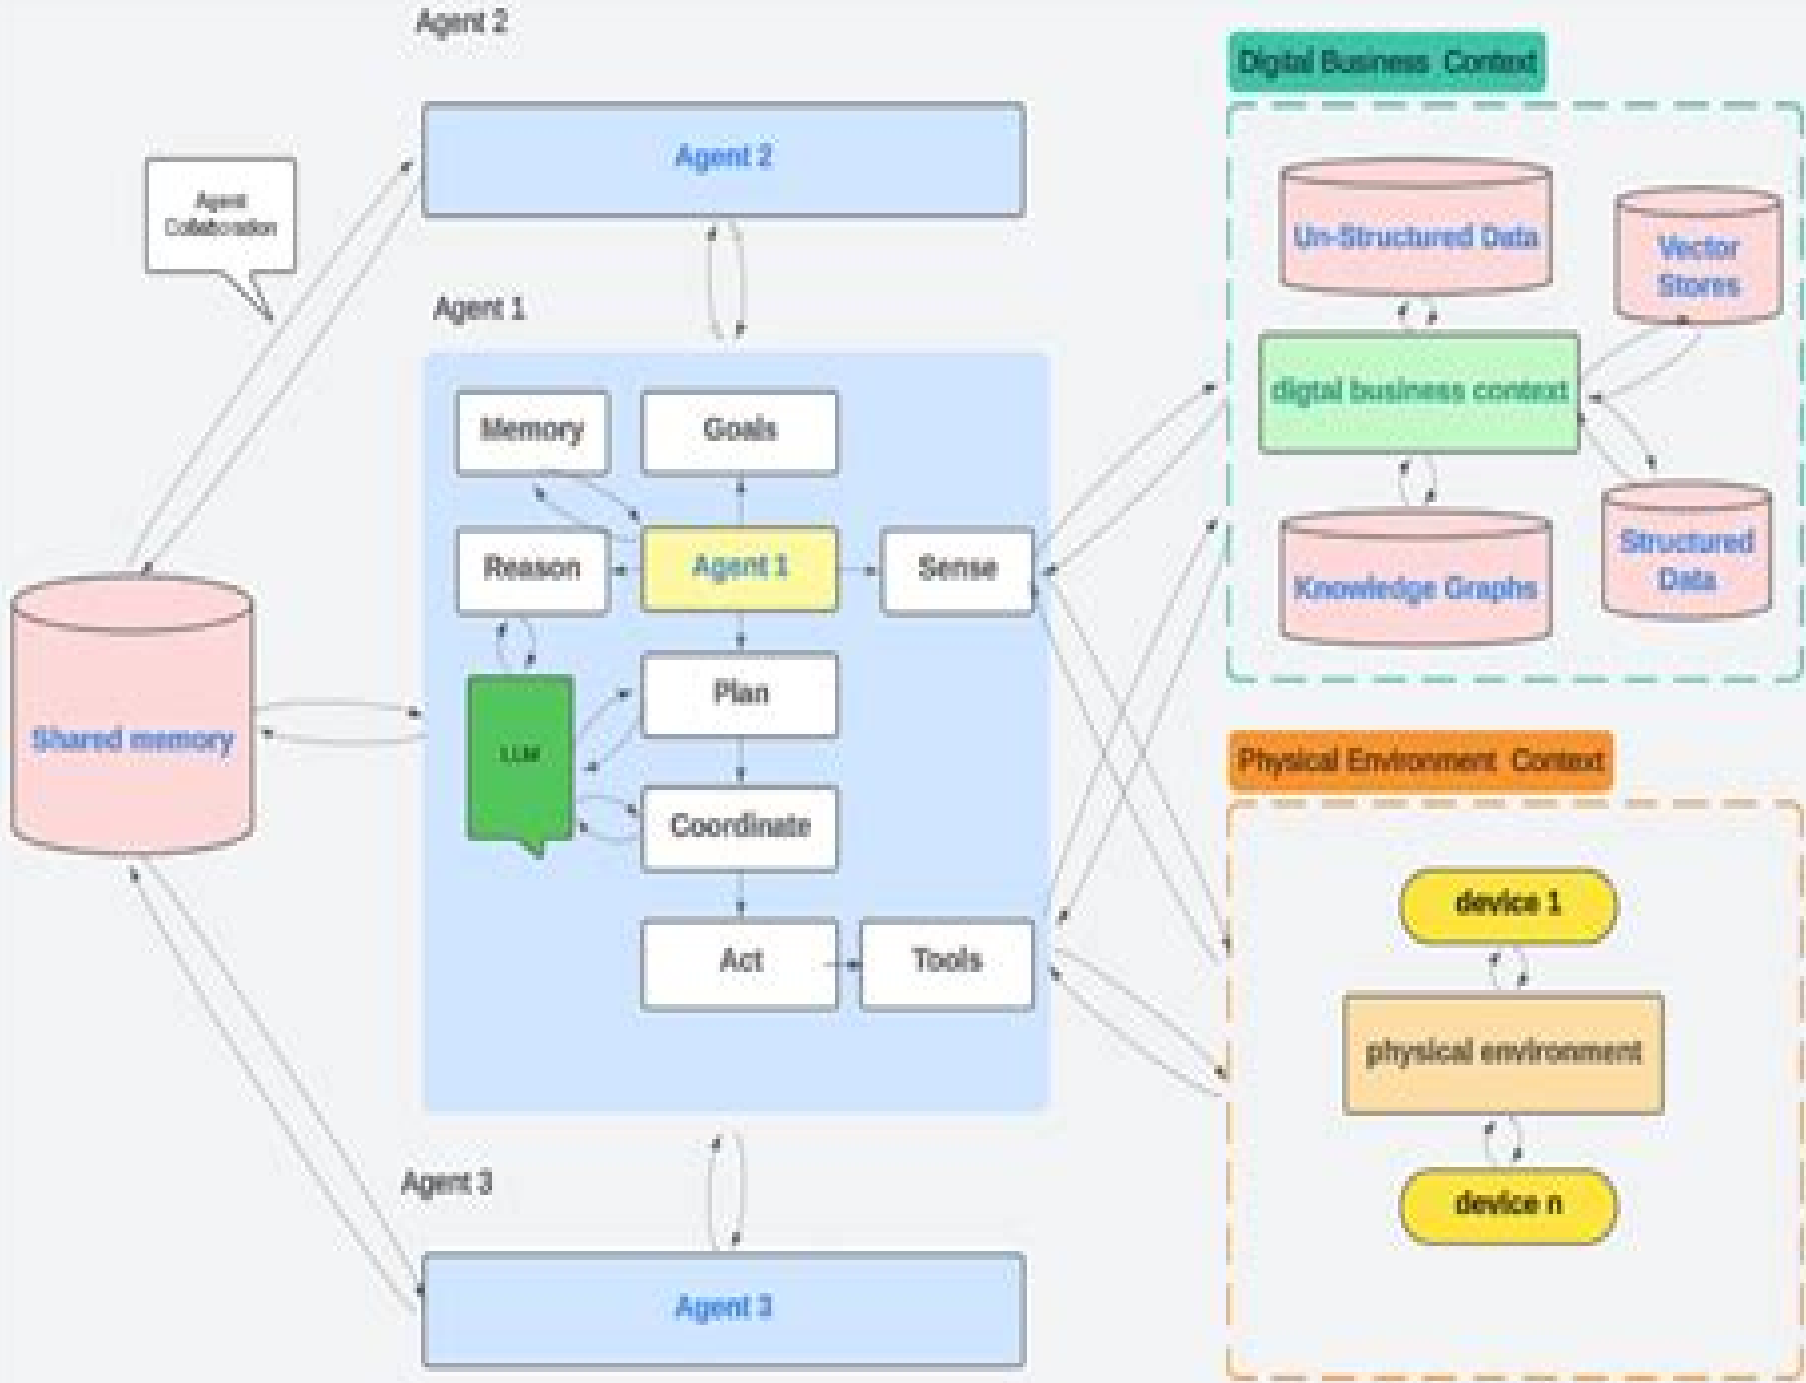 Agent 2
Digital Business Context
Agent 2
Agent
Collaboration
Un-Structured Data
Vector
Stores
Agent 1
digtal business context
Memory
Goals
Reason
Agent 1
Sense
Structured
Data
Knowledge Graphs
Plan
Shared memory
LLM
Physical Environment Context
Coordinate
device 1
Act
Tools
physical environment
Agent 3
device n
Agent 3